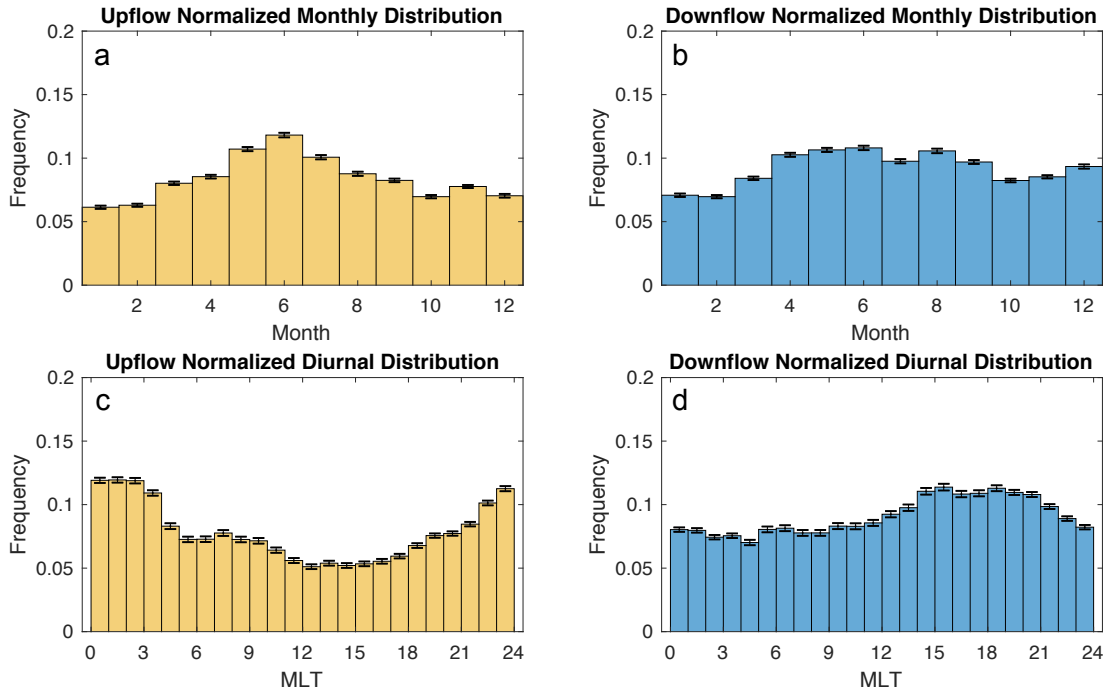 Upflow Normalized Monthly Distribution
0.2
a
0.15
Frequency
0.1
0.05
0
2 4 6 8 10 12
Month
Downflow Normalized Monthly Distribution
0.2
b
0.15
Frequency
0.1
0.05
0
2 4 6 8 10 12
Month
Upflow Normalized Diurnal Distribution
0.2
c
0.15
Frequency
0.1
0.05
0
0 3 6 9 12 15 18 21 24
MLT
Downflow Normalized Diurnal Distribution
0.2
d
0.15
Frequency
0.1
0.05
0
0 3 6 9 12 15 18 21 24
MLT